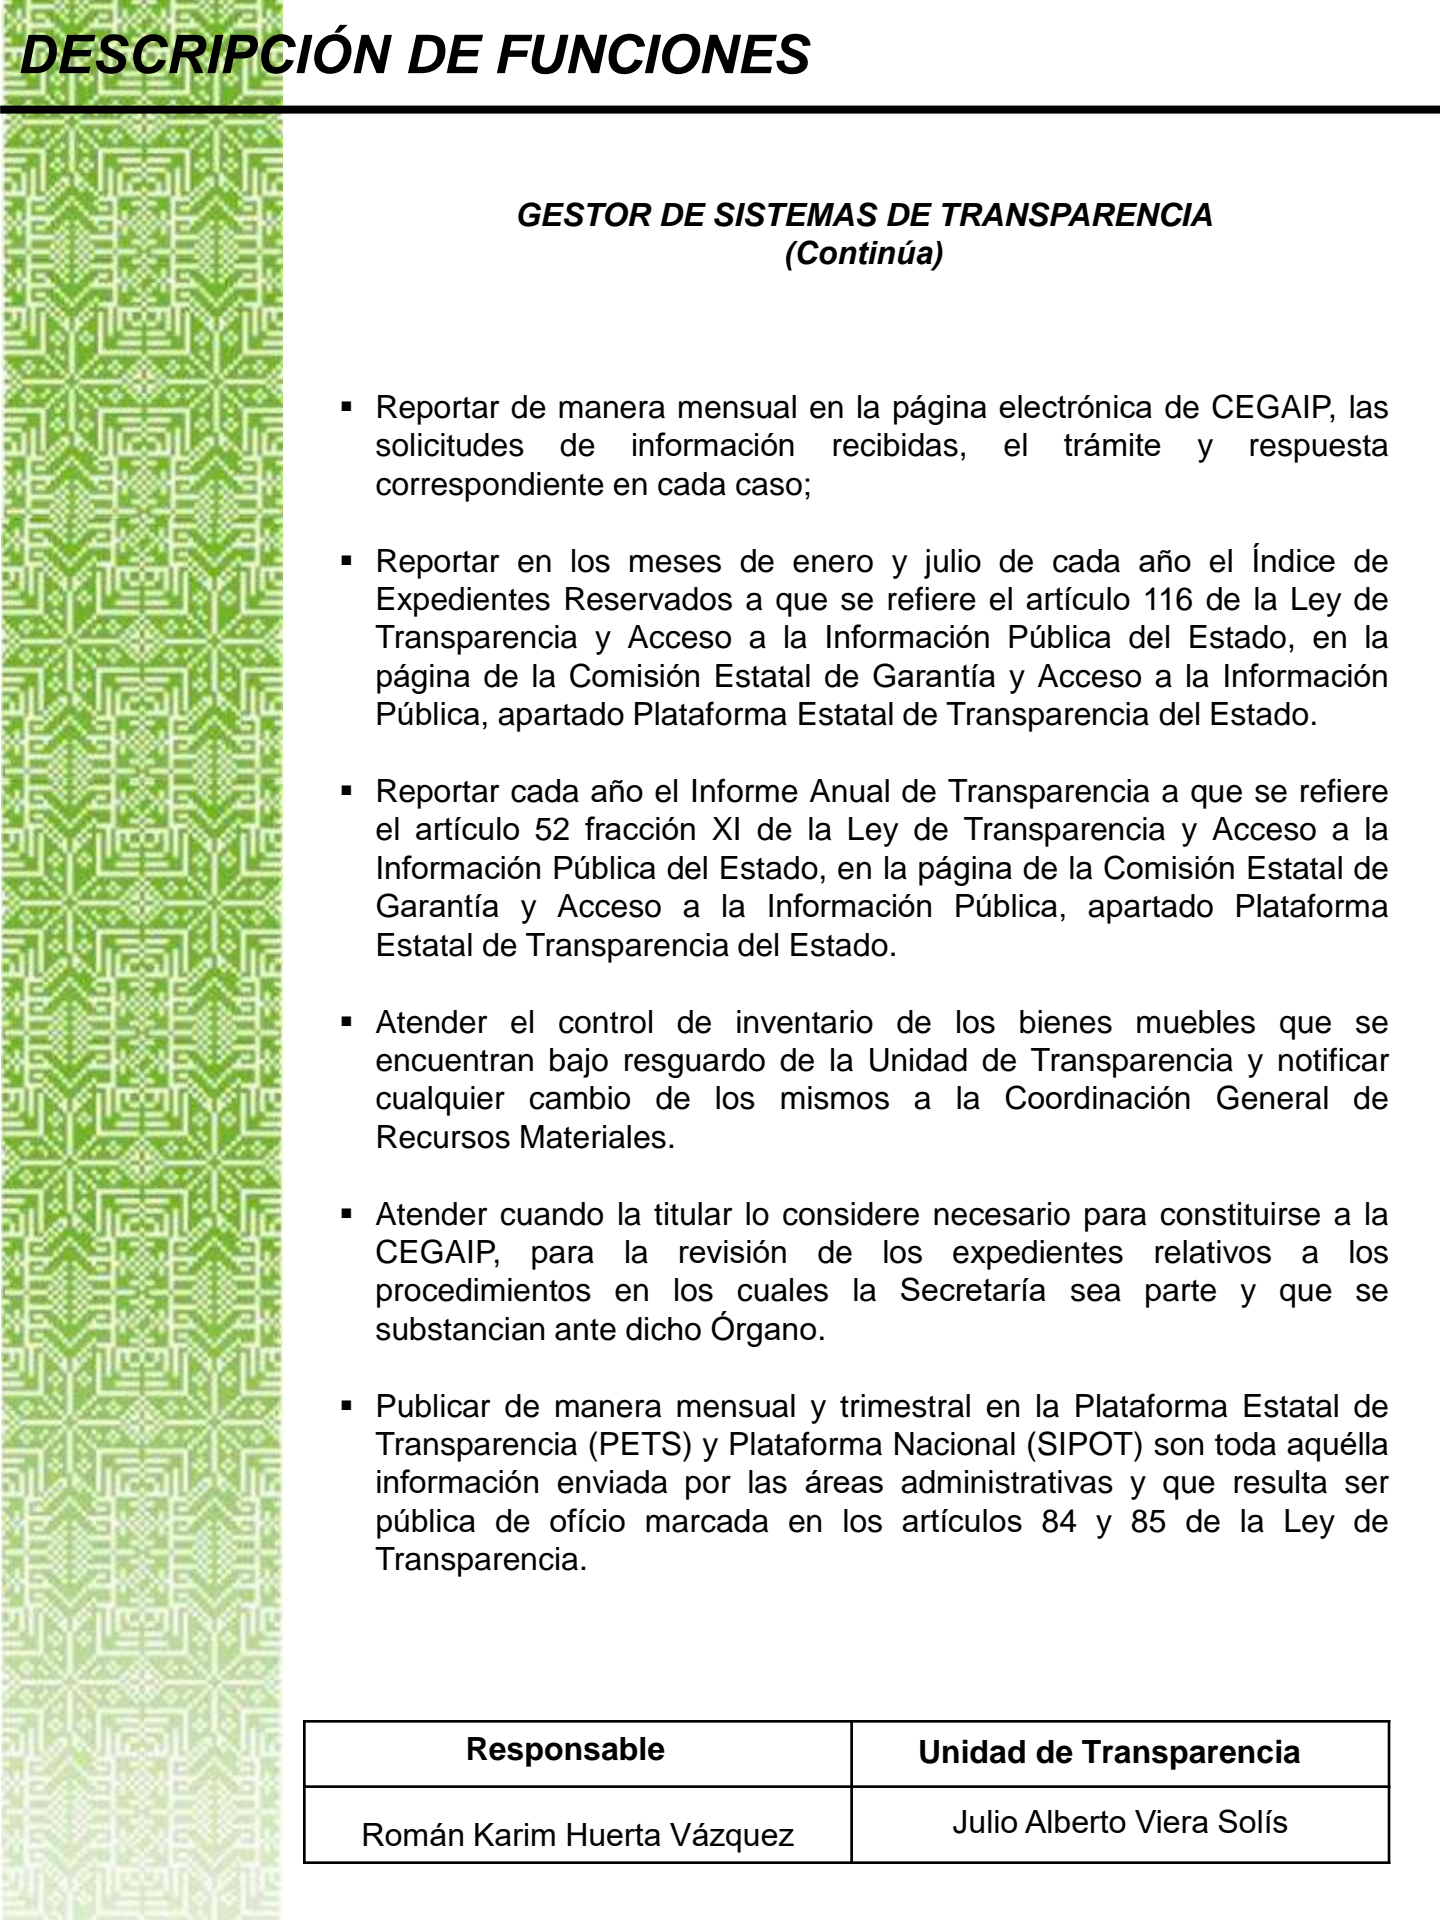 DESCRIPCIÓN DE FUNCIONES
GESTOR DE SISTEMAS DE TRANSPARENCIA
(Continúa)
▪ Reportar de manera mensual en la página electrónica de CEGAIP, las
solicitudes de información recibidas, el trámite y respuesta
correspondiente en cada caso;
▪ Reportar en los meses de enero y julio de cada año el Índice de
Expedientes Reservados a que se refiere el artículo 116 de la Ley de
Transparencia y Acceso a la Información Pública del Estado, en la
página de la Comisión Estatal de Garantía y Acceso a la Información
Pública, apartado Plataforma Estatal de Transparencia del Estado.
▪ Reportar cada año el Informe Anual de Transparencia a que se refiere
el artículo 52 fracción XI de la Ley de Transparencia y Acceso a la
Información Pública del Estado, en la página de la Comisión Estatal de
Garantía y Acceso a la Información Pública, apartado Plataforma
Estatal de Transparencia del Estado.
▪ Atender el control de inventario de los bienes muebles que se
encuentran bajo resguardo de la Unidad de Transparencia y notificar
cualquier cambio de los mismos a la Coordinación General de
Recursos Materiales.
▪ Atender cuando la titular lo considere necesario para constituirse a la
CEGAIP, para la revisión de los expedientes relativos a los
procedimientos en los cuales la Secretaría sea parte y que se
substancian ante dicho Órgano.
▪ Publicar de manera mensual y trimestral en la Plataforma Estatal de
Transparencia (PETS) y Plataforma Nacional (SIPOT) son toda aquélla
información enviada por las áreas administrativas y que resulta ser
pública de ofício marcada en los artículos 84 y 85 de la Ley de
Transparencia.
Responsable
Unidad de Transparencia
Román Karim Huerta Vázquez
Julio Alberto Viera Solís